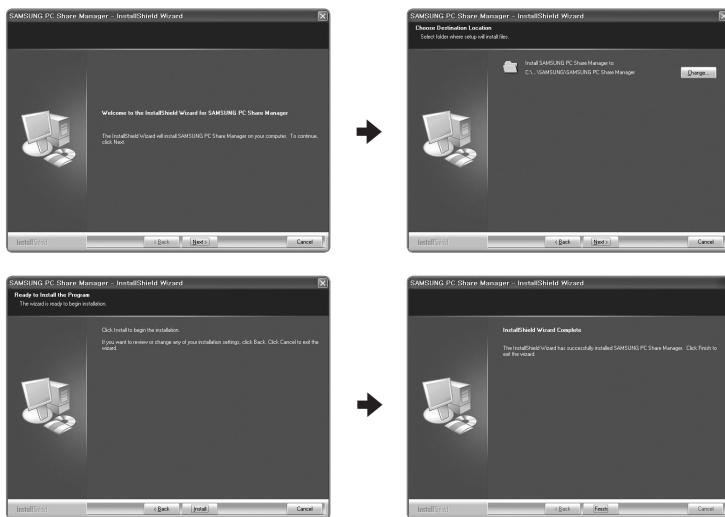 SAMSUNG PC Share Manager - InstallShield Wizard
Welcome to the InstallShield Wizard for SAMSUNG PC Share Manager
The InstallShield Wizard will install SAMSUNG PC Share Manager on your computer. To continue,
click Next.
InstallShield
< Back
Next >
Cancel
SAMSUNG PC Share Manager - InstallShield Wizard
Choose Destination Location
Select folder where setup will install files.
Install SAMSUNG PC Share Manager to:
C:\...\SAMSUNG\SAMSUNG PC Share Manager
Change...
InstallShield
< Back
Next >
Cancel
SAMSUNG PC Share Manager - InstallShield Wizard
Ready to Install the Program
The wizard is ready to begin installation.
Click Install to begin the installation.
If you want to review or change any of your installation settings, click Back. Click Cancel to exit the
wizard.
InstallShield
< Back
Install
Cancel
SAMSUNG PC Share Manager - InstallShield Wizard
InstallShield Wizard Complete
The InstallShield Wizard has successfully installed SAMSUNG PC Share Manager. Click Finish to
exit the wizard.
InstallShield
< Back
Finish
Cancel